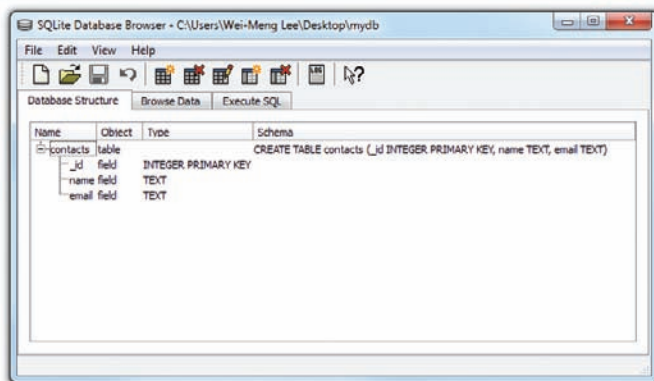 SQLite Database Browser - C:\Users\Wei-Meng Lee\Desktop\mydb
File Edit View Help
LOG
Database Structure Browse Data Execute SQL
Name Object Type Schema
contacts table CREATE TABLE contacts (_id INTEGER PRIMARY KEY, name TEXT, email TEXT)
_id field INTEGER PRIMARY KEY
name field TEXT
email field TEXT